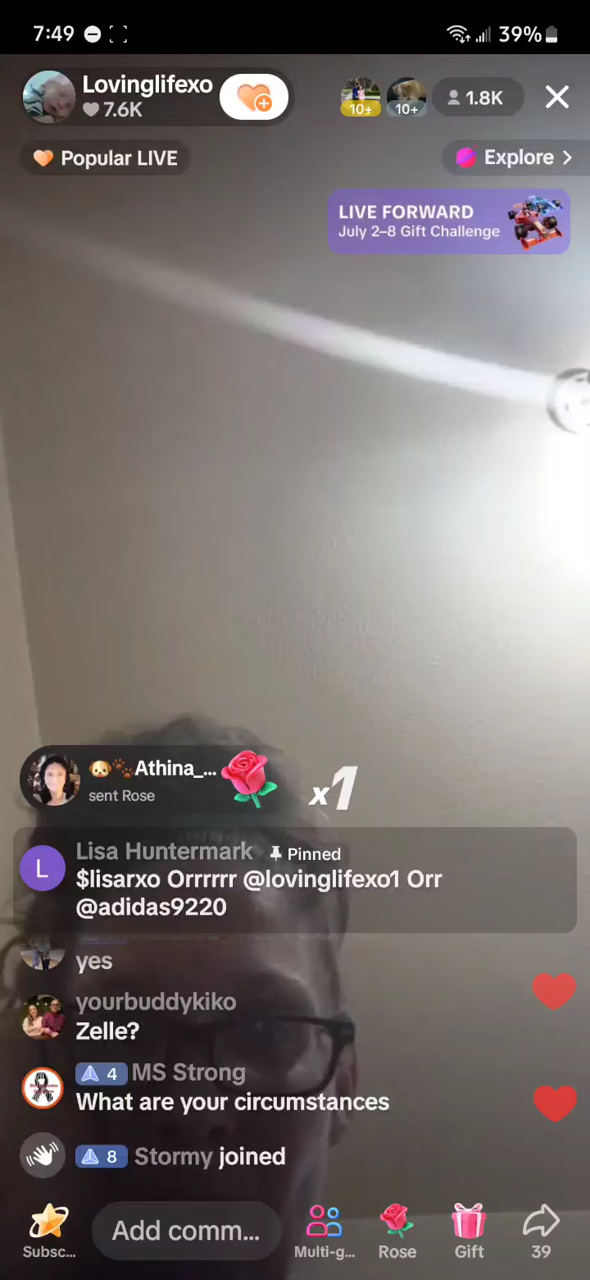 7:49
39%
Lovinglifexo
7.6K
10+
10+
1.8K
Popular LIVE
Explore
LIVE FORWARD
July 2–8 Gift Challenge
🐶🐾Athina_...
sent Rose
x1
L
Lisa Huntermark Pinned
$lisarxo Orrrrrr @lovinglifexo1 Orr
@adidas9220
yes
yourbuddykiko
Zelle?
4 MS Strong
What are your circumstances
8 Stormy joined
Subsc...
Add comm...
Multi-g...
Rose
Gift
39